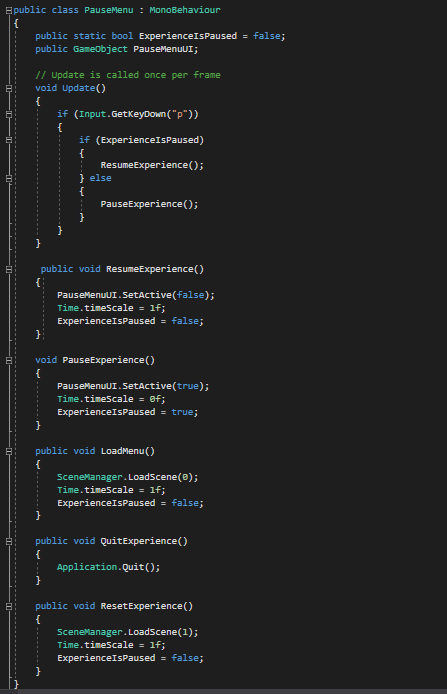 public class PauseMenu : MonoBehaviour
{
    public static bool ExperienceIsPaused = false;
    public GameObject PauseMenuUI;

    // Update is called once per frame
    void Update()
    {
        if (Input.GetKeyDown("p"))
        {
            if (ExperienceIsPaused)
            {
                ResumeExperience();
            } else
            {
                PauseExperience();
            }
        }
    }

     public void ResumeExperience()
    {
        PauseMenuUI.SetActive(false);
        Time.timeScale = 1f;
        ExperienceIsPaused = false;
    }

    void PauseExperience()
    {
        PauseMenuUI.SetActive(true);
        Time.timeScale = 0f;
        ExperienceIsPaused = true;
    }

    public void LoadMenu()
    {
        SceneManager.LoadScene(0);
        Time.timeScale = 1f;
        ExperienceIsPaused = false;
    }

    public void QuitExperience()
    {
        Application.Quit();
    }

    public void ResetExperience()
    {
        SceneManager.LoadScene(1);
        Time.timeScale = 1f;
        ExperienceIsPaused = false;
    }
}